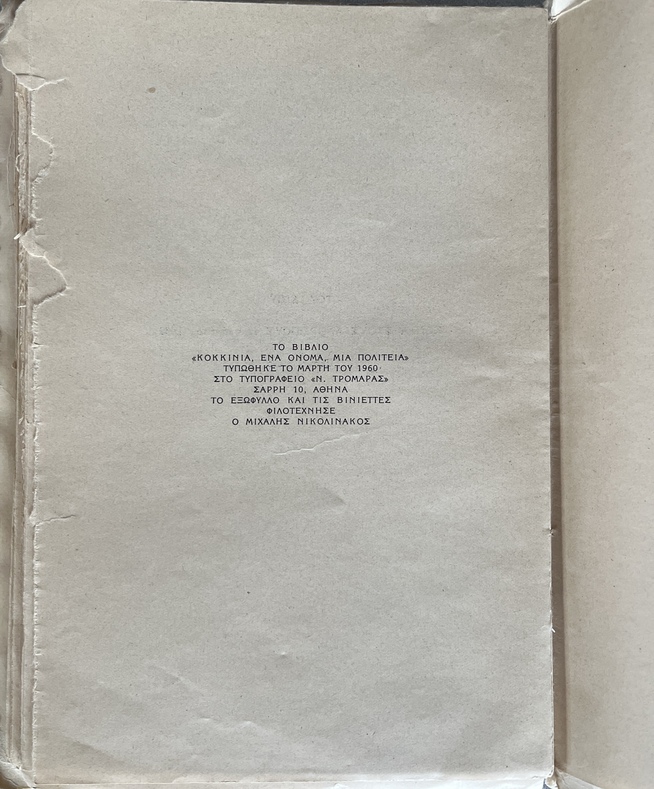 ΤΟ ΒΙΒΛΙΟ
«ΚΟΚΚΙΝΙΑ, ΕΝΑ ΟΝΟΜΑ, ΜΙΑ ΠΟΛΙΤΕΙΑ»
ΤΥΠΩΘΗΚΕ ΤΟ ΜΑΡΤΗ ΤΟΥ 1960
ΣΤΟ ΤΥΠΟΓΡΑΦΕΙΟ «Ν. ΤΡΟΜΑΡΑΣ»
ΣΑΡΡΗ 10, ΑΘΗΝΑ
ΤΟ ΕΞΩΦΥΛΛΟ ΚΑΙ ΤΙΣ ΒΙΝΙΕΤΤΕΣ
ΦΙΛΟΤΕΧΝΗΣΕ
Ο ΜΙΧΑΛΗΣ ΝΙΚΟΛΙΝΑΚΟΣ